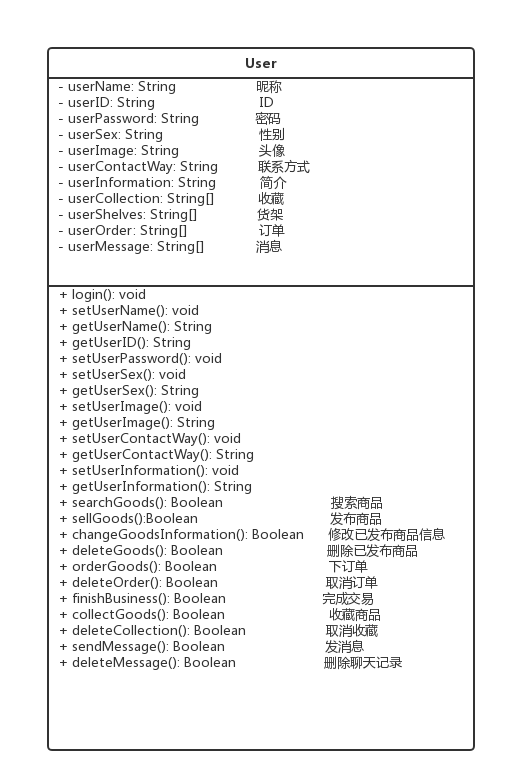 User
- userName: String 昵称
- userID: String ID
- userPassword: String 密码
- userSex: String 性别
- userImage: String 头像
- userContactWay: String 联系方式
- userInformation: String 简介
- userCollection: String[] 收藏
- userShelves: String[] 货架
- userOrder: String[] 订单
- userMessage: String[] 消息
+ login(): void
+ setUserName(): void
+ getUserName(): String
+ getUserID(): String
+ setUserPassword(): void
+ setUserSex(): void
+ getUserSex(): String
+ setUserImage(): void
+ getUserImage(): String
+ setUserContactWay(): void
+ getUserContactWay(): String
+ setUserInformation(): void
+ getUserInformation(): String
+ searchGoods(): Boolean 搜索商品
+ sellGoods():Boolean 发布商品
+ changeGoodsInformation(): Boolean 修改已发布商品信息
+ deleteGoods(): Boolean 删除已发布商品
+ orderGoods(): Boolean 下订单
+ deleteOrder(): Boolean 取消订单
+ finishBusiness(): Boolean 完成交易
+ collectGoods(): Boolean 收藏商品
+ deleteCollection(): Boolean 取消收藏
+ sendMessage(): Boolean 发消息
+ deleteMessage(): Boolean 删除聊天记录